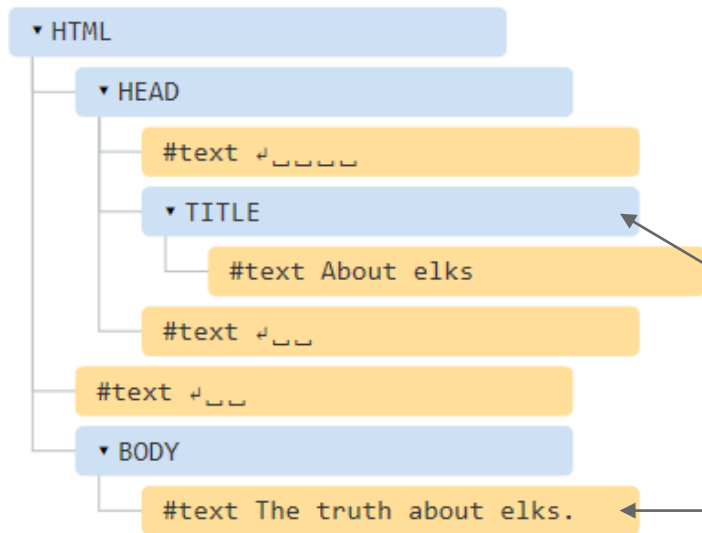 ▾ HTML
▾ HEAD
#text ↵␣␣␣␣
▾ TITLE
#text About elks
#text ↵␣␣
#text ↵␣␣
▾ BODY
#text The truth about elks.